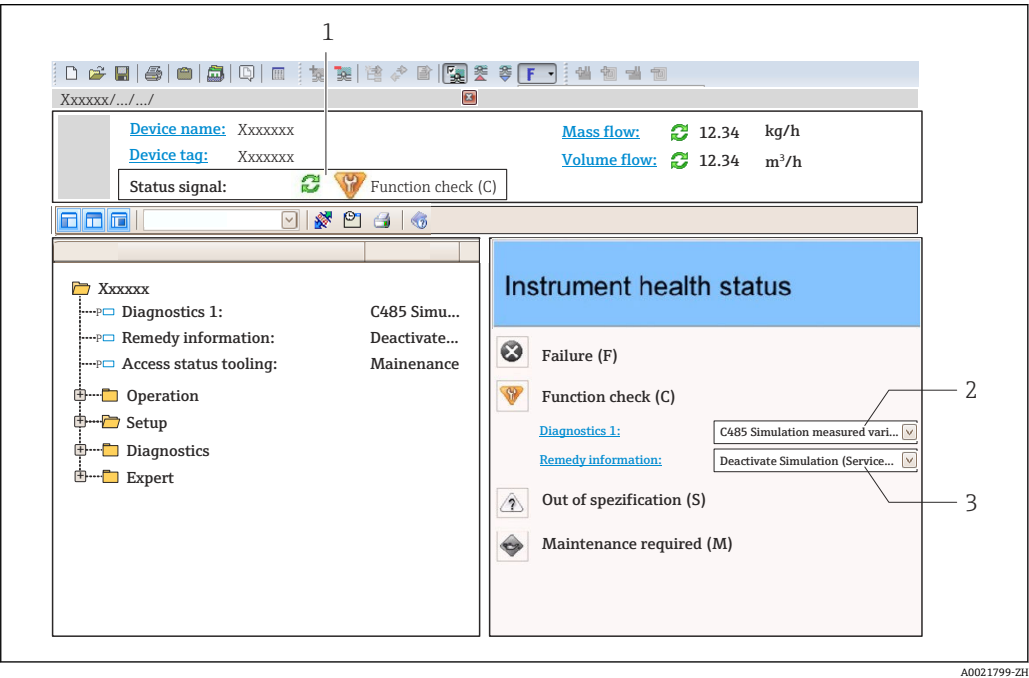 1
F
Xxxxxx/.../.../
Device name: Xxxxxxx
Mass flow: 12.34 kg/h
Device tag: Xxxxxxx
Volume flow: 12.34 m³/h
Status signal: Function check (C)
Xxxxxx
Diagnostics 1: C485 Simu...
Remedy information: Deactivate...
Access status tooling: Mainenance
Operation
Setup
Diagnostics
Expert
Instrument health status
Failure (F)
Function check (C)
2
Diagnostics 1: C485 Simulation measured vari...
Remedy information: Deactivate Simulation (Service...
Out of spezification (S)
3
Maintenance required (M)
A0021799-ZH